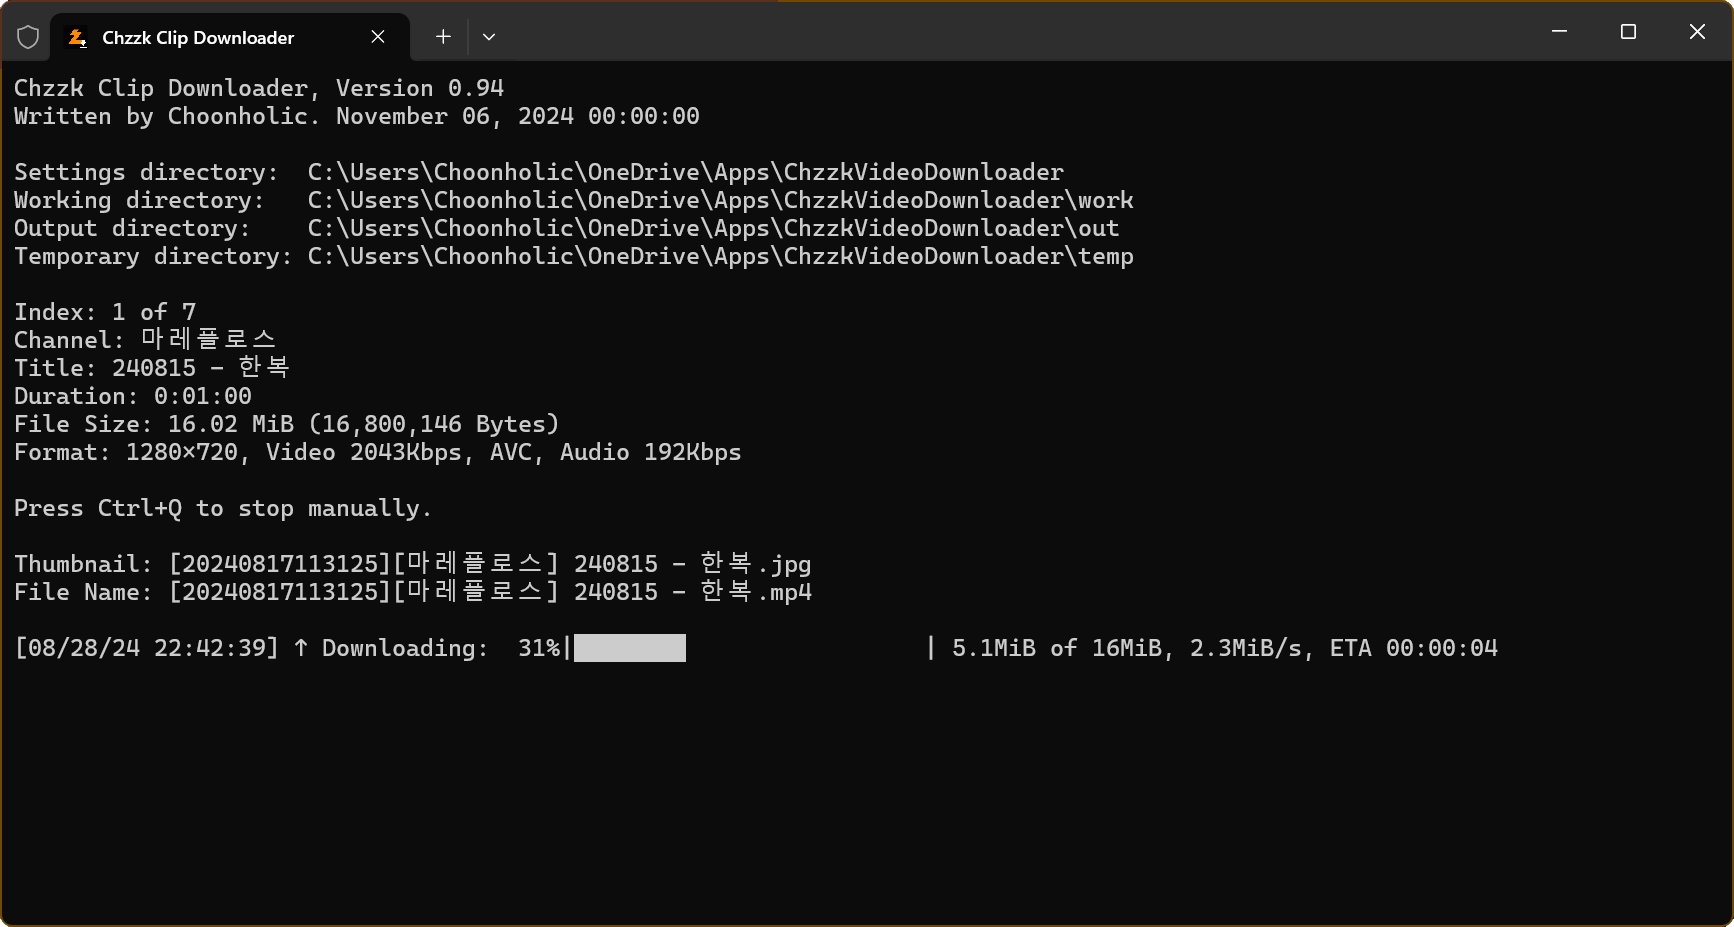 Chzzk Clip Downloader
Chzzk Clip Downloader, Version 0.94
Written by Choonholic. November 06, 2024 00:00:00
Settings directory:  C:\Users\Choonholic\OneDrive\Apps\ChzzkVideoDownloader
Working directory:   C:\Users\Choonholic\OneDrive\Apps\ChzzkVideoDownloader\work
Output directory:    C:\Users\Choonholic\OneDrive\Apps\ChzzkVideoDownloader\out
Temporary directory: C:\Users\Choonholic\OneDrive\Apps\ChzzkVideoDownloader\temp
Index: 1 of 7
Channel: 마레플로스
Title: 240815 - 한복
Duration: 0:01:00
File Size: 16.02 MiB (16,800,146 Bytes)
Format: 1280×720, Video 2043Kbps, AVC, Audio 192Kbps
Press Ctrl+Q to stop manually.
Thumbnail: [20240817113125][마레플로스] 240815 - 한복.jpg
File Name: [20240817113125][마레플로스] 240815 - 한복.mp4
[08/28/24 22:42:39] ↑ Downloading:  31%|        | 5.1MiB of 16MiB, 2.3MiB/s, ETA 00:00:04